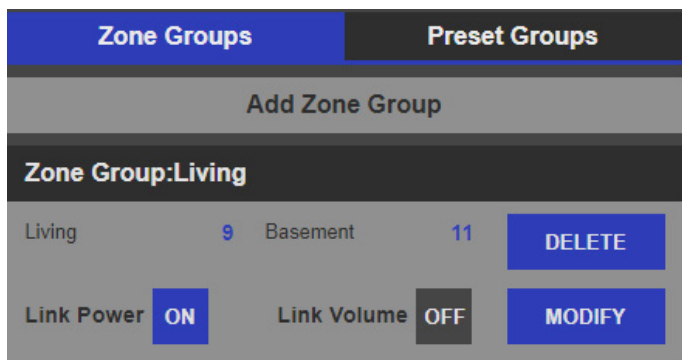 Zone Groups Preset Groups
Add Zone Group
Zone Group:Living
Living 9 Basement 11 DELETE
Link Power ON Link Volume OFF MODIFY